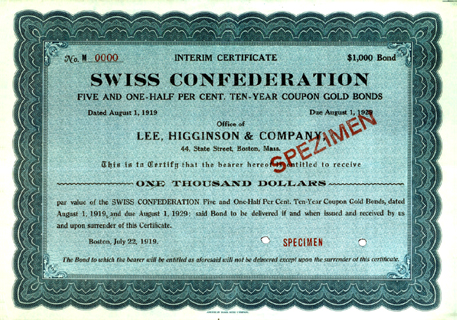 No. M 0000
INTERIM CERTIFICATE
$1,000 Bond
SWISS CONFEDERATION
FIVE AND ONE-HALF PER CENT. TEN-YEAR COUPON GOLD BONDS
Dated August 1, 1919
Due August 1, 1929
Office of
LEE, HIGGINSON & COMPANY,
44, State Street, Boston, Mass.
SPEZIMEN
This is to Certify that the bearer hereof is entitled to receive
ONE THOUSAND DOLLARS
par value of the SWISS CONFEDERATION Five and One-Half Per Cent. Ten-Year Coupon Gold Bonds, dated
August 1, 1919, and due August 1, 1929: said Bond to be delivered if and when issued and received by us
and upon surrender of this Certificate.
Boston, July 22, 1919.
SPECIMEN
The Bond to which the bearer will be entitled as aforesaid will not be delivered except upon the surrender of this certificate.